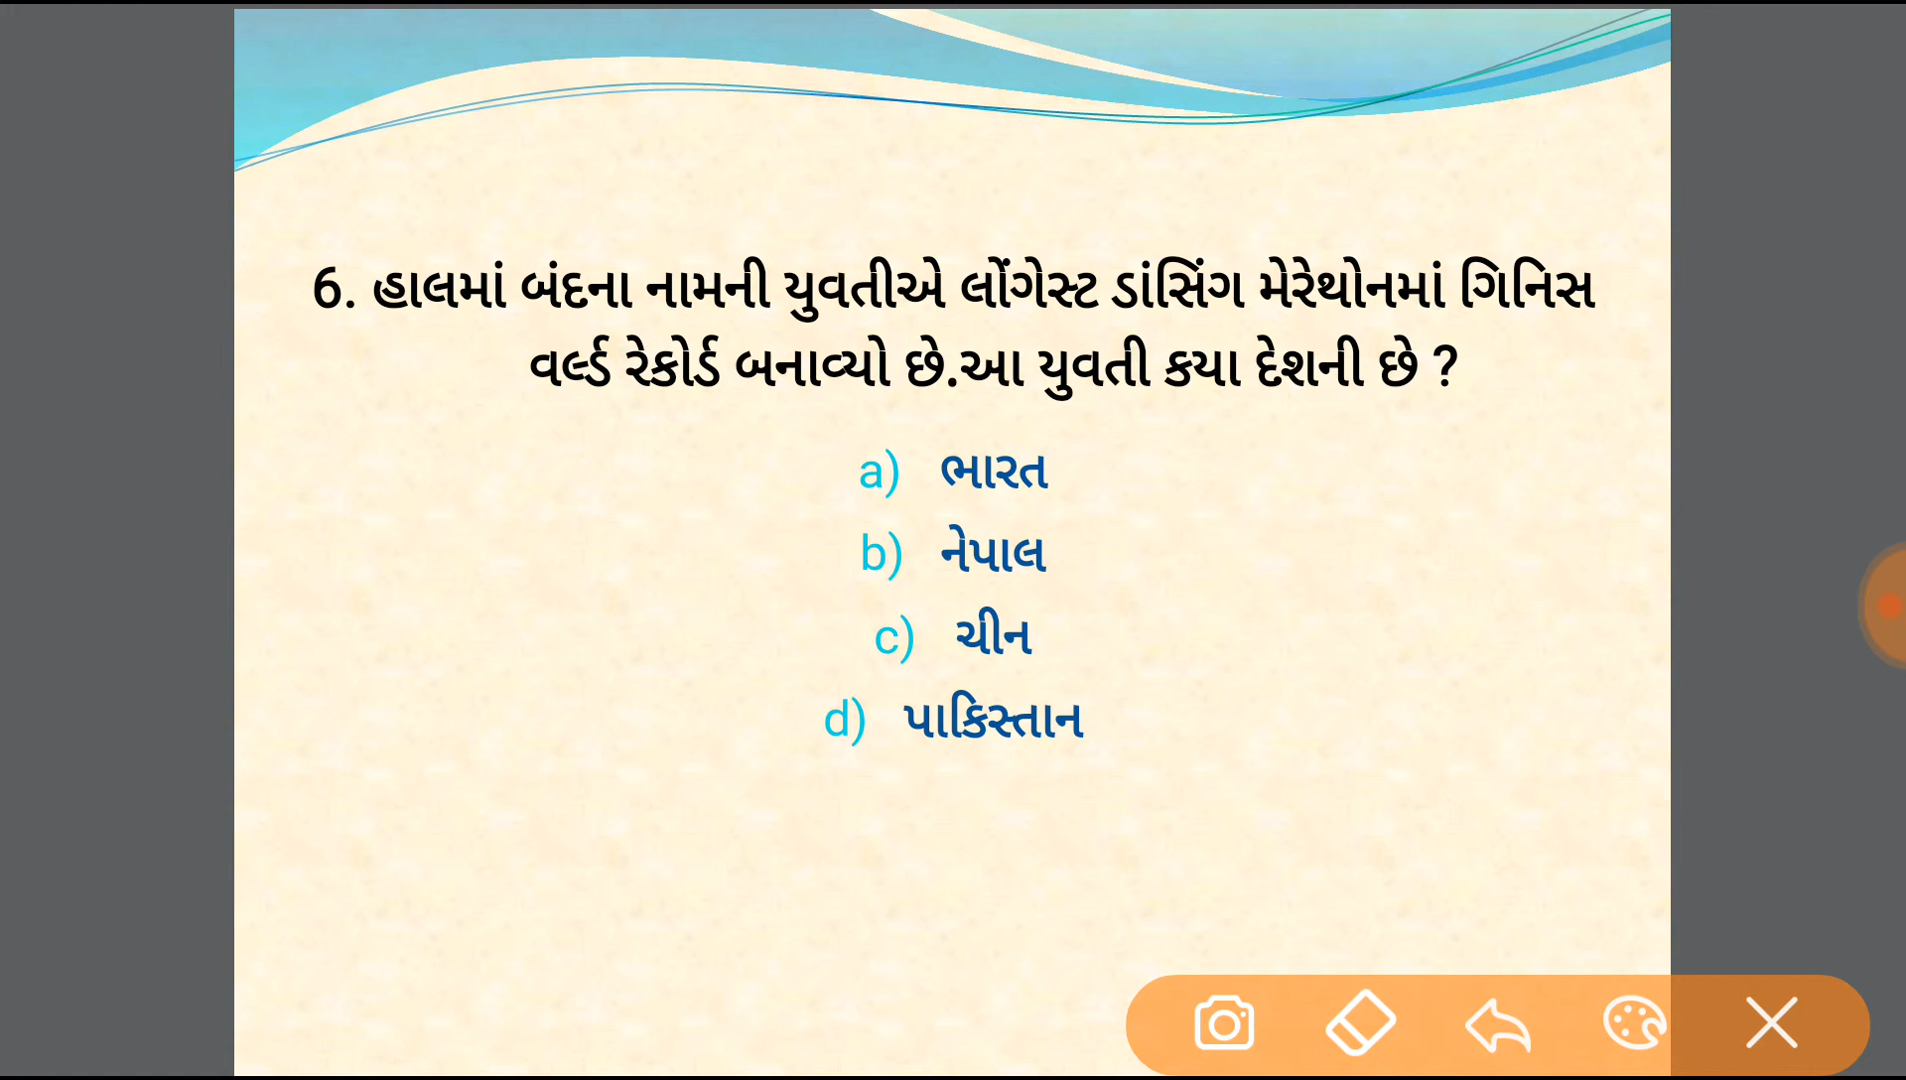 6. હાલમાં બંદના નામની યુવતીએ લોંગેસ્ટ ડાંસિંગ મેરેથોનમાં ગિનિસ
વર્લ્ડ રેકોર્ડ બનાવ્યો છે.આ યુવતી કયા દેશની છે ?
a) ભારત
b) નેપાલ
c) ચીન
d) પાકિસ્તાન